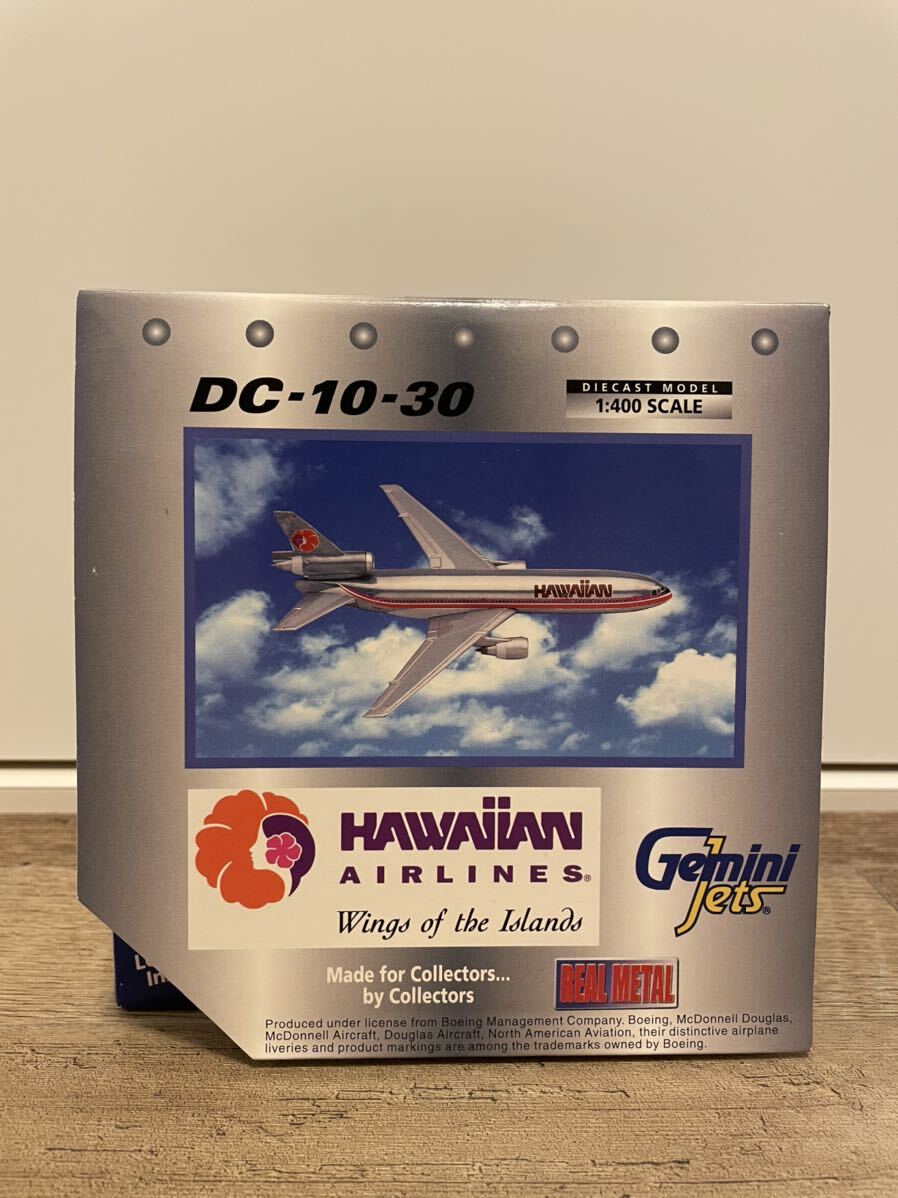 DC-10-30
DIECAST MODEL
1:400 SCALE
HAWAIIAN
HAWAIIAN
AIRLINES®
Wings of the Islands
Gemini
Jets®
Made for Collectors...
by Collectors
REAL METAL
Produced under license from Boeing Management Company. Boeing, McDonnell Douglas,
McDonnell Aircraft, Douglas Aircraft, North American Aviation, their distinctive airplane
liveries and product markings are among the trademarks owned by Boeing.